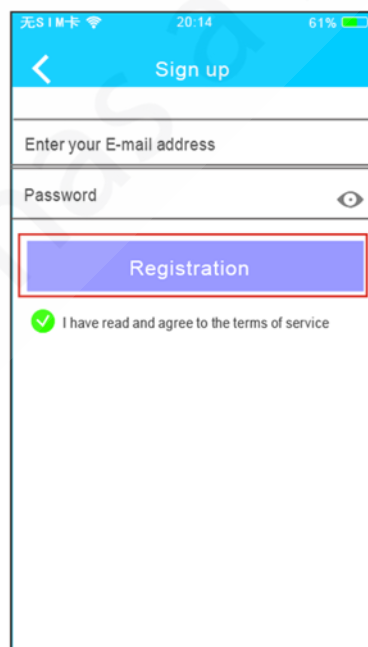 无SIM卡 20:14 61%
Sign up
Enter your E-mail address
Password
Registration
I have read and agree to the terms of service